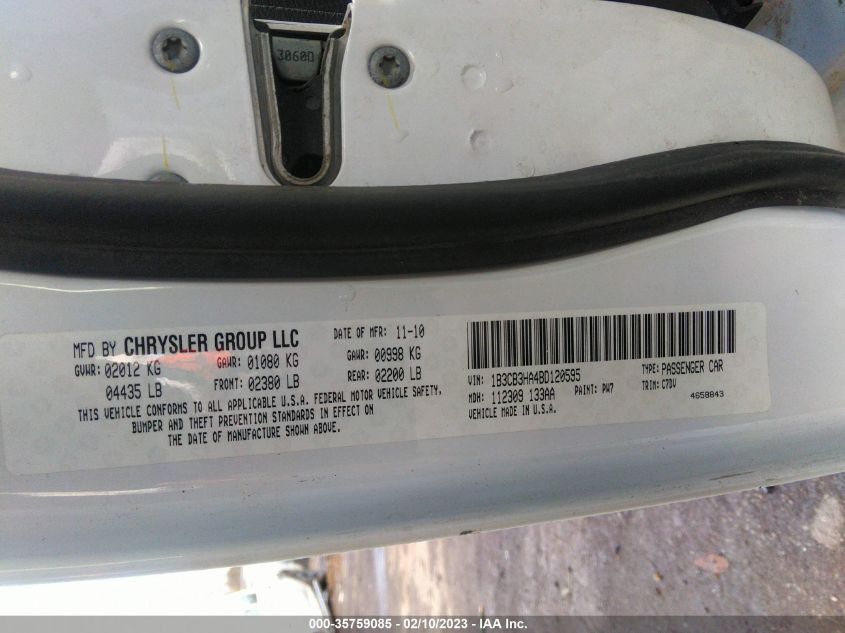 3060D
MFD BY CHRYSLER GROUP LLC
DATE OF MFR: 11-10
GVWR: 02012 KG
GAWR: 01080 KG
GAWR: 00998 KG
04435 LB
FRONT: 02380 LB
REAR: 02200 LB
THIS VEHICLE CONFORMS TO ALL APPLICABLE U.S.A. FEDERAL MOTOR VEHICLE SAFETY,
BUMPER AND THEFT PREVENTION STANDARDS IN EFFECT ON
THE DATE OF MANUFACTURE SHOWN ABOVE.
VIN: 1B3CB3HA4BD120595
TYPE: PASSENGER CAR
MDH: 112309 133AA
PAINT: PW7
TRIM: C7DV
VEHICLE MADE IN U.S.A.
4658843
000-35759085 - 02/10/2023 - IAA Inc.